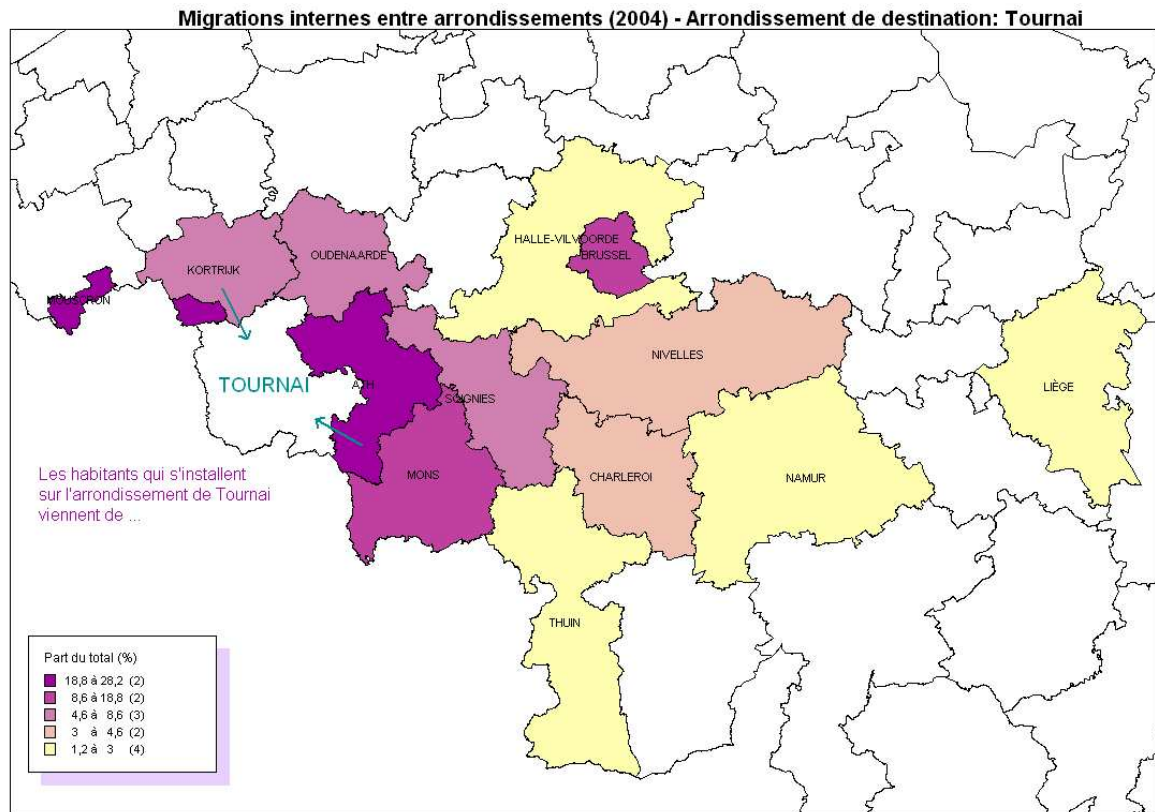 Migrations internes entre arrondissements (2004) - Arrondissement de destination: Tournai
HALLE-VILVOORDE
BRUSSEL
OUDENAARDE
KORTRIJK
MOUSCRON
NIVELLES
TOURNAI
ATH
LIÈGE
SOIGNIES
Les habitants qui s'installent
sur l'arrondissement de Tournai
viennent de ...
MONS
CHARLEROI
NAMUR
THUIN
Part du total (%)
18,8 à 28,2 (2)
8,6 à 18,8 (2)
4,6 à 8,6 (3)
3 à 4,6 (2)
1,2 à 3 (4)